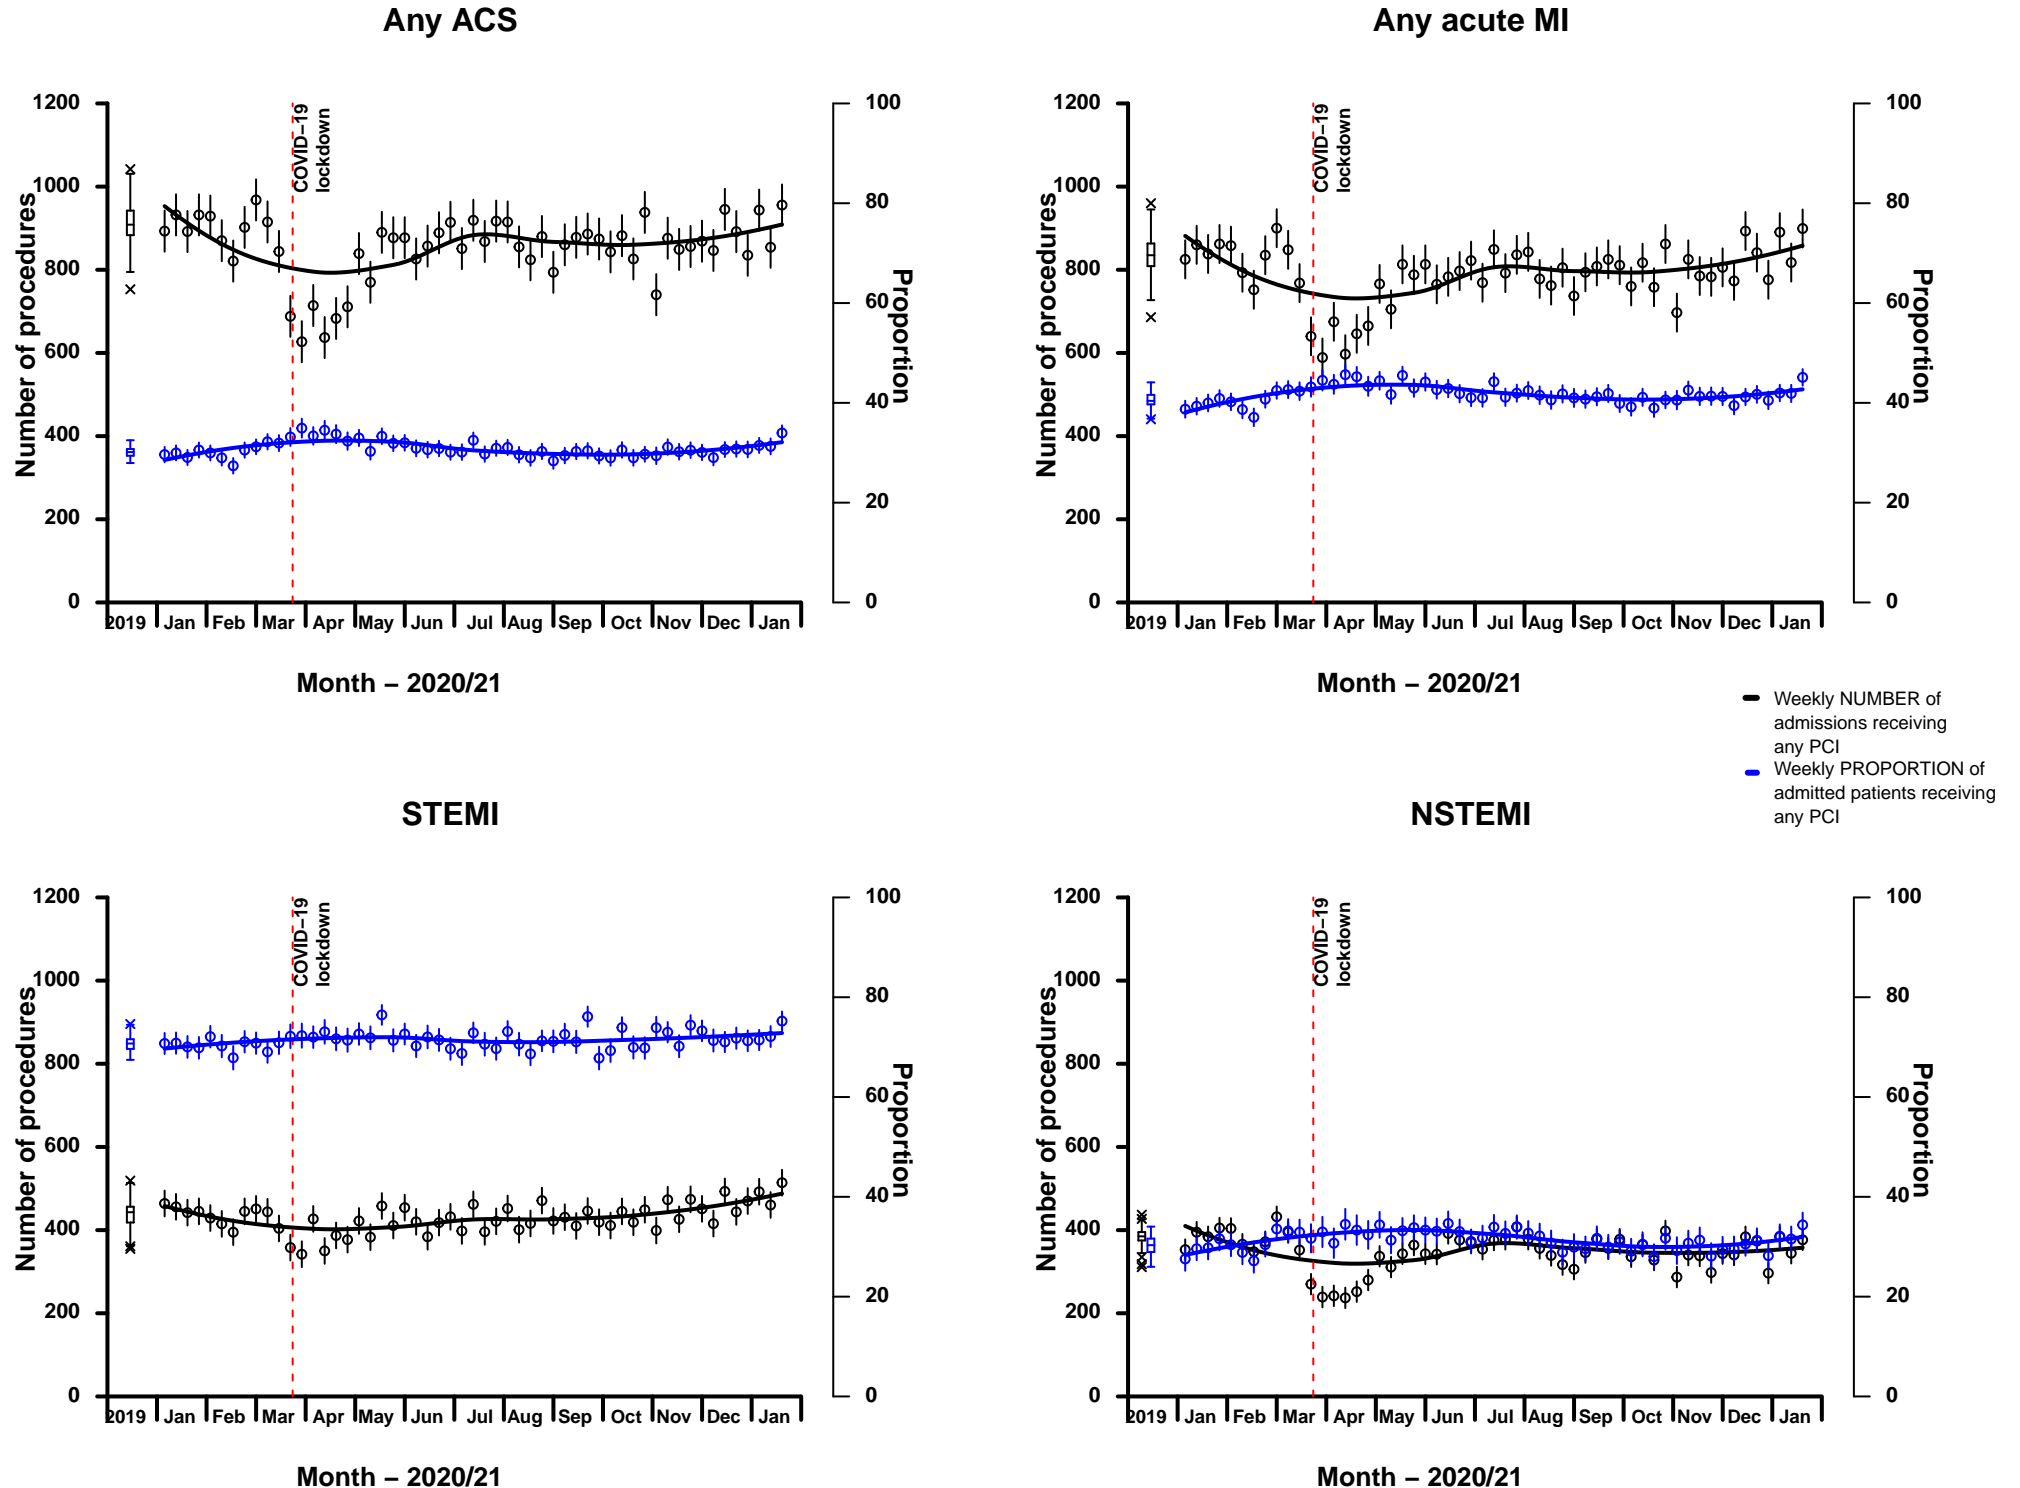 Any ACS
1200
1000
800
600
400
200
0
Number of procedures
COVID−19
lockdown
100
80
60
40
20
0
Proportion
2019 Jan Feb Mar Apr May Jun Jul Aug Sep Oct Nov Dec Jan
Month − 2020/21
Any acute MI
1200
1000
800
600
400
200
0
Number of procedures
COVID−19
lockdown
100
80
60
40
20
0
Proportion
2019 Jan Feb Mar Apr May Jun Jul Aug Sep Oct Nov Dec Jan
Month − 2020/21
Weekly NUMBER of
admissions receiving
any PCI
Weekly PROPORTION of
admitted patients receiving
any PCI
STEMI
1200
1000
800
600
400
200
0
Number of procedures
COVID−19
lockdown
100
80
60
40
20
0
Proportion
2019 Jan Feb Mar Apr May Jun Jul Aug Sep Oct Nov Dec Jan
Month − 2020/21
NSTEMI
1200
1000
800
600
400
200
0
Number of procedures
COVID−19
lockdown
100
80
60
40
20
0
Proportion
2019 Jan Feb Mar Apr May Jun Jul Aug Sep Oct Nov Dec Jan
Month − 2020/21